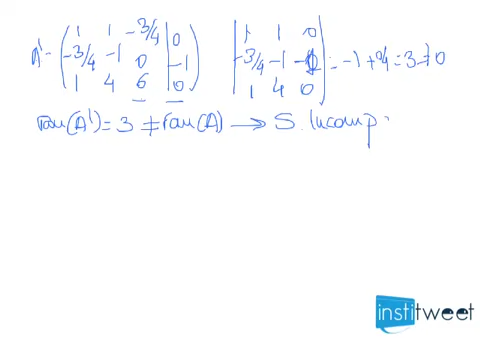 A' = ( 1 1 -3/4 | 0 ; -3/4 -1 0 | -1 ; 1 4 6 | 0 ) | 1 1 0 ; -3/4 -1 -1 ; 1 4 0 | = -1 + 4 = 3 ≠ 0
ran(A') = 3 ≠ ran(A) → S. Incomp.
institweet